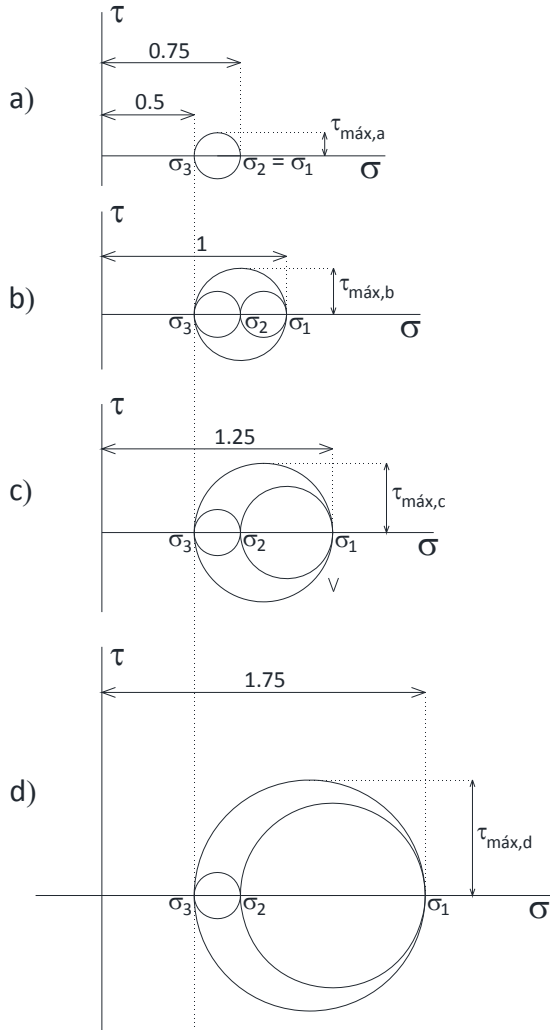 τ
0.75
a)
0.5
τmáx,a
σ3
σ2 = σ1
σ
τ
1
b)
τmáx,b
σ3
σ2
σ1
σ
τ
1.25
c)
τmáx,c
σ3
σ2
σ1
σ
V
τ
1.75
d)
τmáx,d
σ3
σ2
σ1
σ